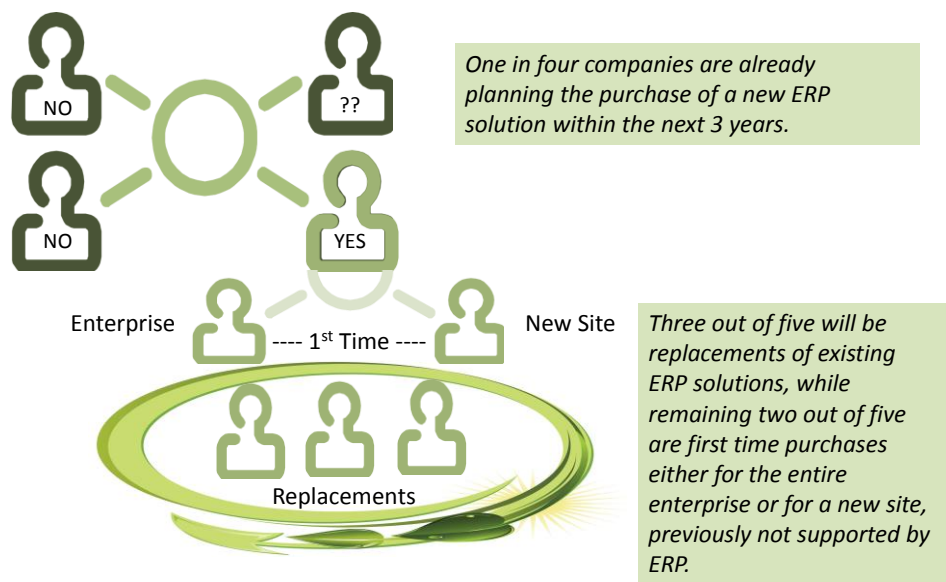 NO
??
One in four companies are already
planning the purchase of a new ERP
solution within the next 3 years.
NO
YES
Enterprise
---- 1st Time ----
New Site
Three out of five will be
replacements of existing
ERP solutions, while
remaining two out of five
are first time purchases
either for the entire
enterprise or for a new site,
previously not supported by
ERP.
Replacements